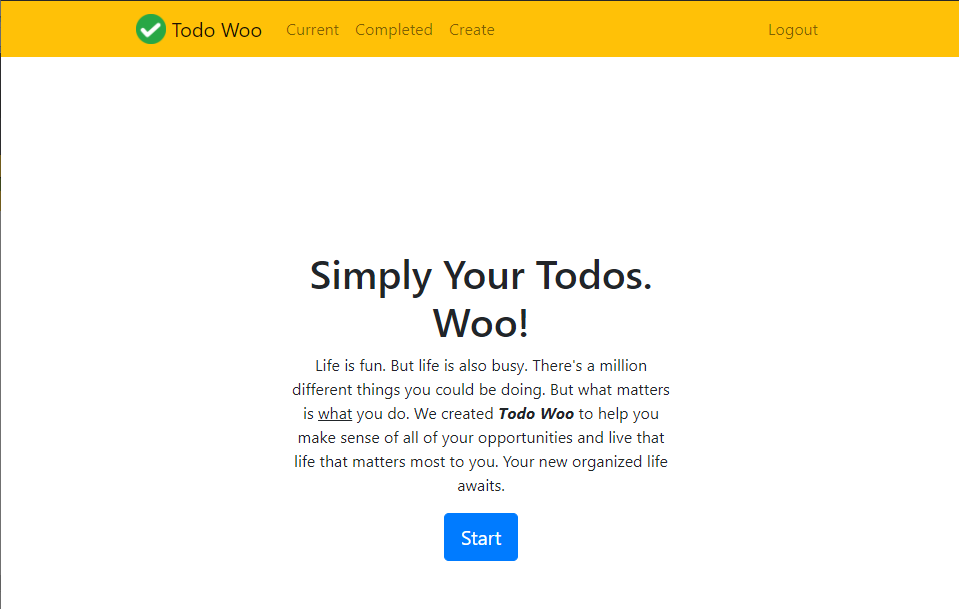 Todo Woo Current Completed Create Logout
Simply Your Todos.
Woo!
Life is fun. But life is also busy. There's a million
different things you could be doing. But what matters
is what you do. We created Todo Woo to help you
make sense of all of your opportunities and live that
life that matters most to you. Your new organized life
awaits.
Start